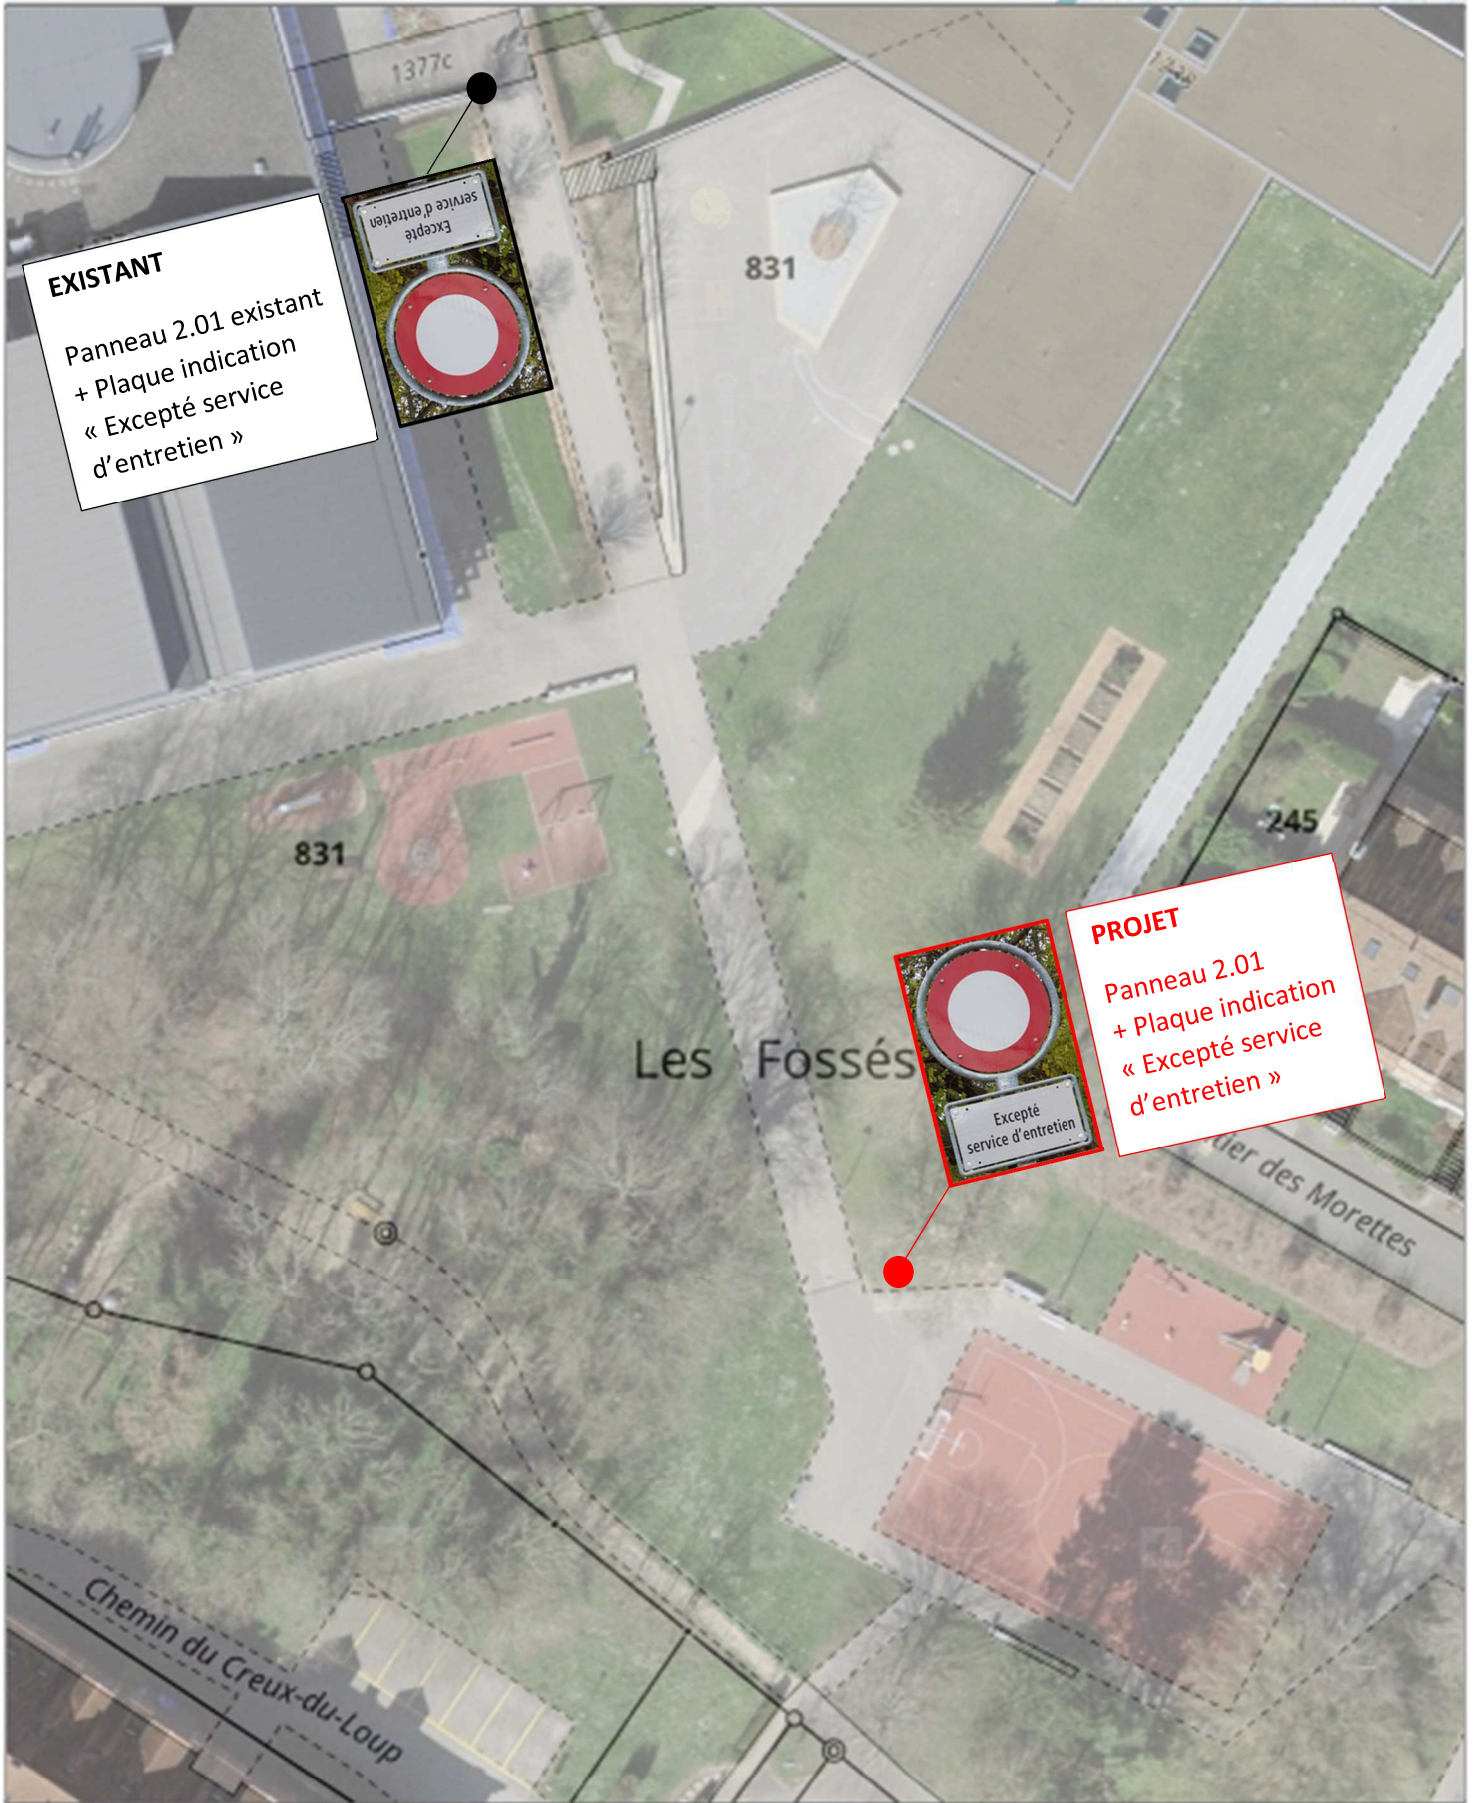 1377c
Excepté
service d'entretien
EXISTANT
Panneau 2.01 existant
+ Plaque indication
« Excepté service
d'entretien »
831
831
245
PROJET
Panneau 2.01
+ Plaque indication
« Excepté service
d'entretien »
Les Fossés
Excepté
service d'entretien
des Morettes
Chemin du Creux-du-Loup